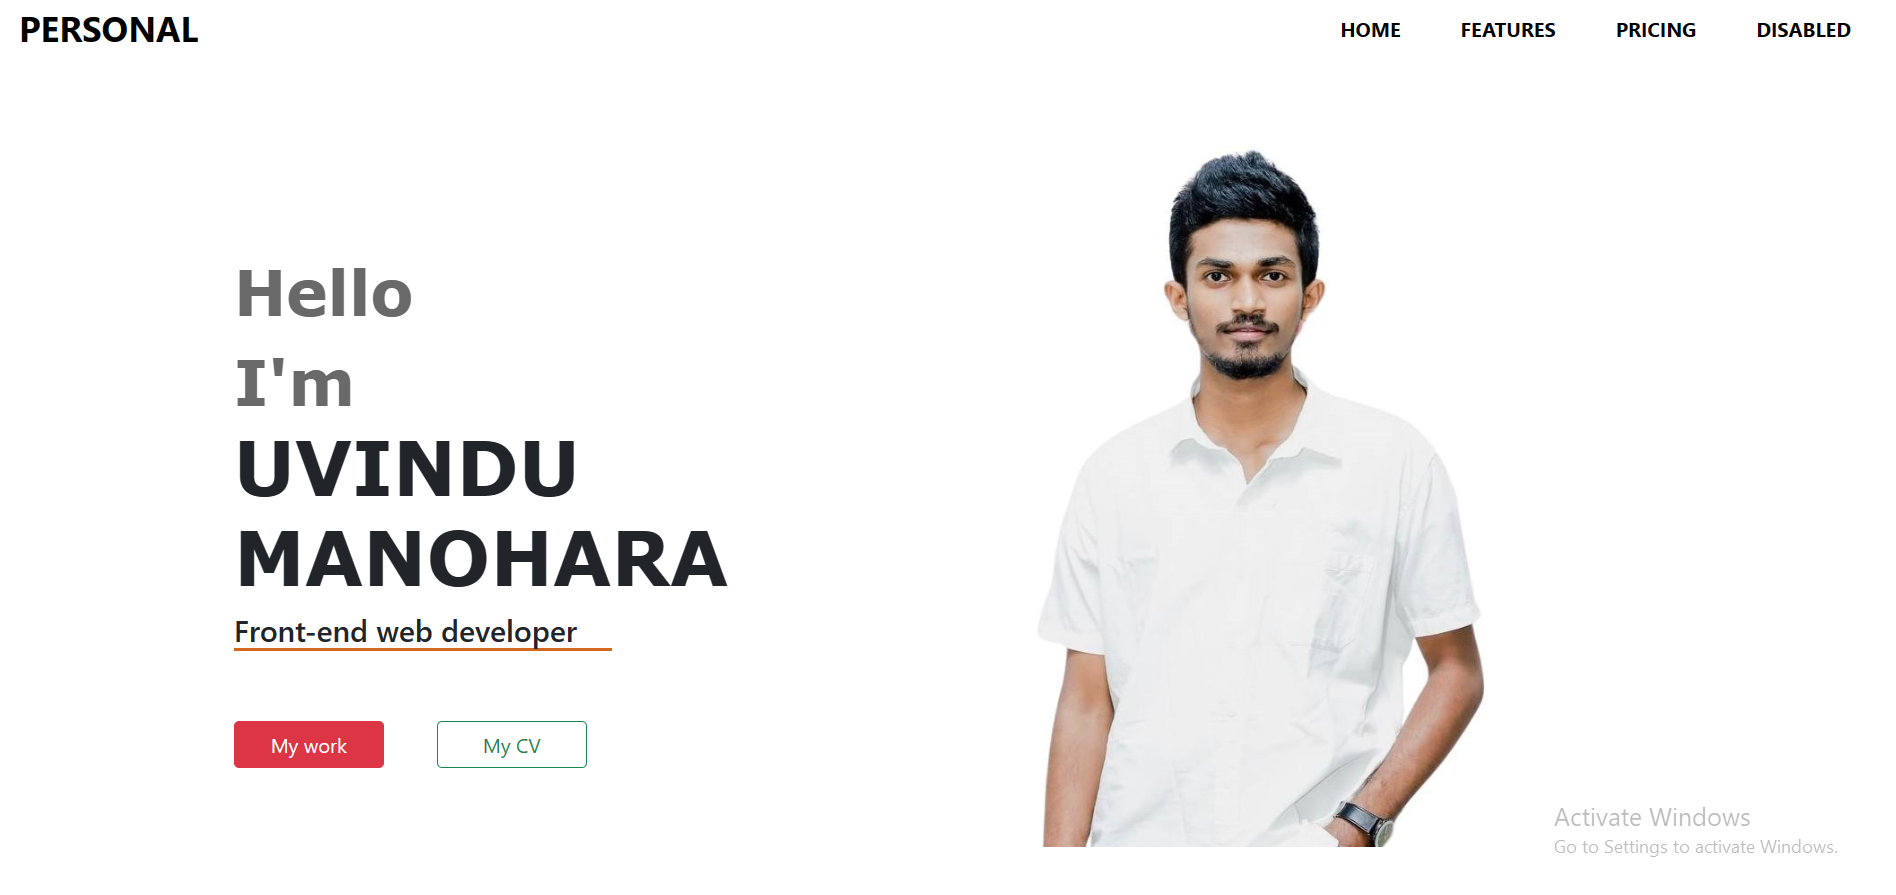 PERSONAL
HOME FEATURES PRICING DISABLED
Hello
I'm
UVINDU
MANOHARA
Front-end web developer
My work My CV
Activate Windows
Go to Settings to activate Windows.